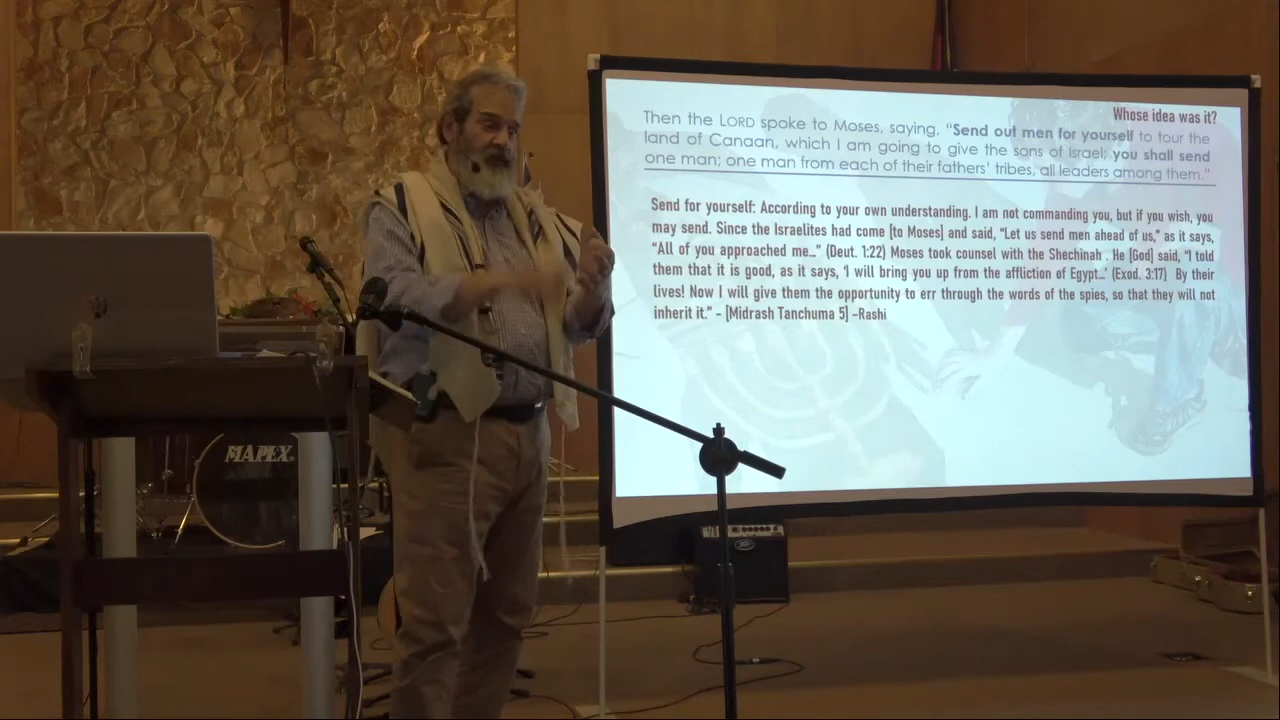 Whose idea was it?
Then the LORD spoke to Moses, saying, “Send out men for yourself to tour the
land of Canaan, which I am going to give the sons of Israel; you shall send
one man; one man from each of their fathers’ tribes, all leaders among them.”
Send for yourself: According to your own understanding. I am not commanding you, but if you wish, you
may send. Since the Israelites had come [to Moses] and said, “Let us send men ahead of us,” as it says,
“All of you approached me…” (Deut. 1:22) Moses took counsel with the Shechinah . He [God] said, “I told
them that it is good, as it says, ‘I will bring you up from the affliction of Egypt…’ (Exod. 3:17) By their
lives! Now I will give them the opportunity to err through the words of the spies, so that they will not
inherit it.” – [Midrash Tanchuma 5] –Rashi
MAPEX